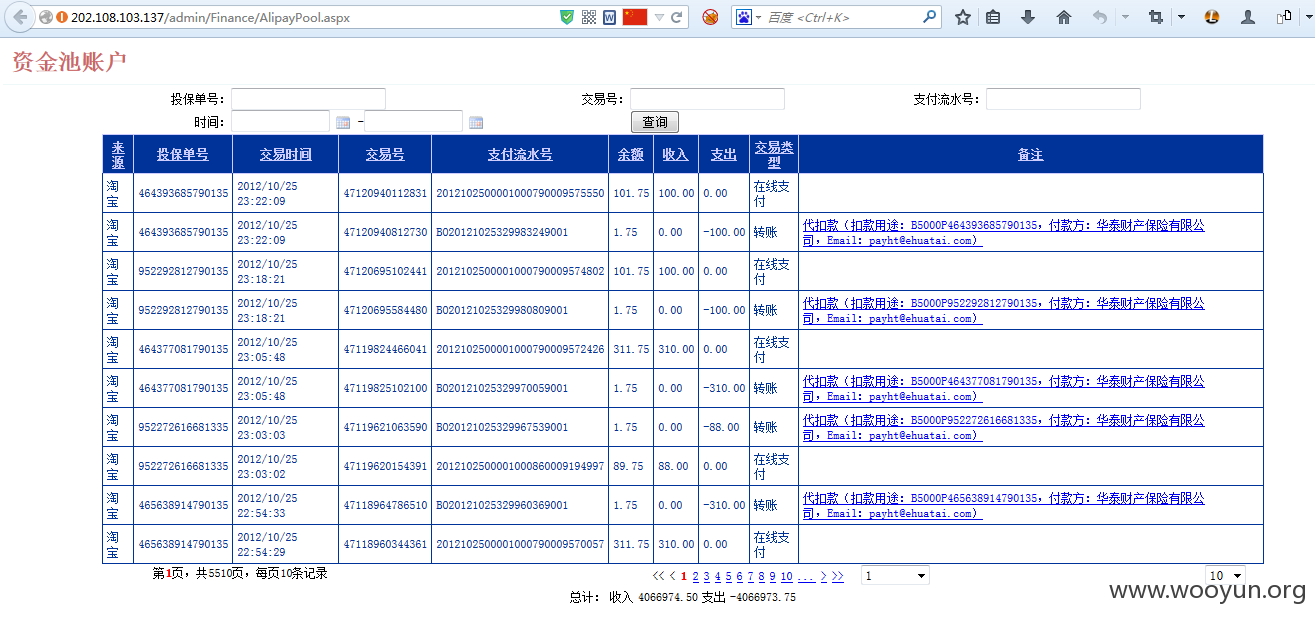 202.108.103.137/admin/Finance/AlipayPool.aspx
百度 <Ctrl+K>
资金池账户
投保单号： 交易号： 支付流水号：
时间： - 查询
来源 投保单号 交易时间 交易号 支付流水号 余额 收入 支出 交易类型 备注
淘宝 464393685790135 2012/10/25 23:22:09 47120940112831 2012102500001000790009575550 101.75 100.00 0.00 在线支付
淘宝 464393685790135 2012/10/25 23:22:09 47120940812730 B020121025329983249001 1.75 0.00 -100.00 转账 代扣款（扣款用途：B5000P464393685790135，付款方：华泰财产保险有限公司，Email：payht@ehuatai.com）
淘宝 952292812790135 2012/10/25 23:18:21 47120695102441 2012102500001000790009574802 101.75 100.00 0.00 在线支付
淘宝 952292812790135 2012/10/25 23:18:21 47120695584480 B020121025329980809001 1.75 0.00 -100.00 转账 代扣款（扣款用途：B5000P952292812790135，付款方：华泰财产保险有限公司，Email：payht@ehuatai.com）
淘宝 464377081790135 2012/10/25 23:05:48 47119824466041 2012102500001000790009572426 311.75 310.00 0.00 在线支付
淘宝 464377081790135 2012/10/25 23:05:48 47119825102100 B020121025329970059001 1.75 0.00 -310.00 转账 代扣款（扣款用途：B5000P464377081790135，付款方：华泰财产保险有限公司，Email：payht@ehuatai.com）
淘宝 952272616681335 2012/10/25 23:03:03 47119621063590 B020121025329967539001 1.75 0.00 -88.00 转账 代扣款（扣款用途：B5000P952272616681335，付款方：华泰财产保险有限公司，Email：payht@ehuatai.com）
淘宝 952272616681335 2012/10/25 23:03:02 47119620154391 2012102500001000860009194997 89.75 88.00 0.00 在线支付
淘宝 465638914790135 2012/10/25 22:54:33 47118964786510 B020121025329960369001 1.75 0.00 -310.00 转账 代扣款（扣款用途：B5000P465638914790135，付款方：华泰财产保险有限公司，Email：payht@ehuatai.com）
淘宝 465638914790135 2012/10/25 22:54:29 47118960344361 2012102500001000790009570057 311.75 310.00 0.00 在线支付
第1页，共5510页，每页10条记录 << < 1 2 3 4 5 6 7 8 9 10 ... > >> 1 10
总计： 收入 4066974.50 支出 -4066973.75
www.wooyun.org